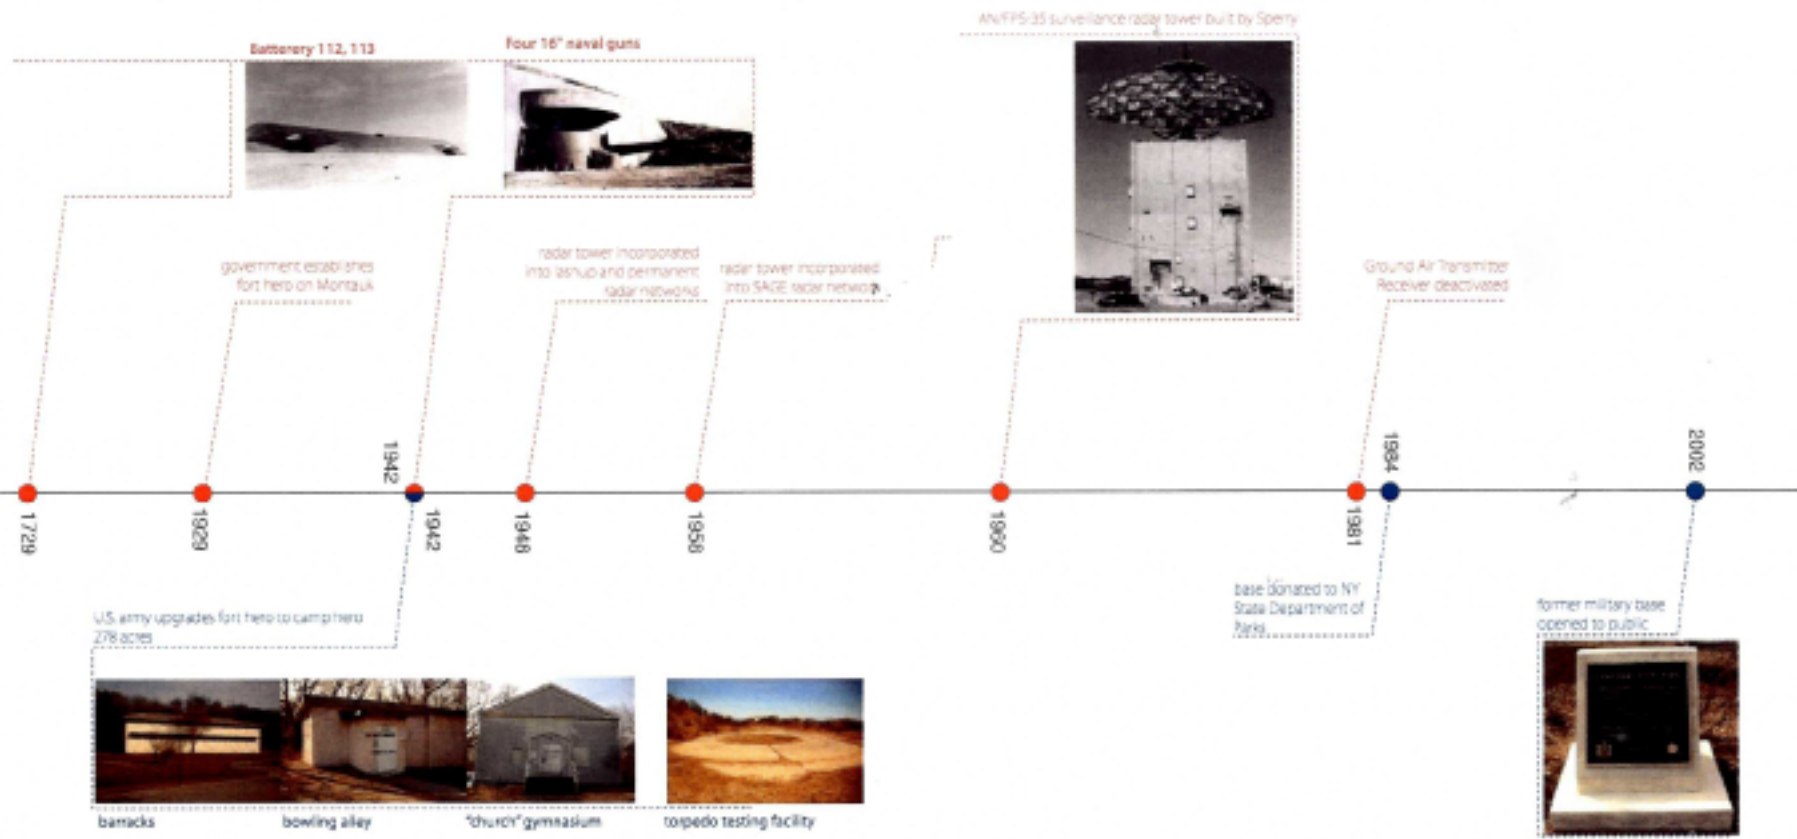 AN/FPS-35 surveillance radar tower built by Sperry
Batterery 112, 113
Four 16" naval guns
government establishes
fort hero on Montauk
radar tower incorporated
into lashup and permanent
radar networks
radar tower incorporated
into SAGE radar network
Ground Air Transmitter
Receiver deactivated
1942
1984
2002
1729
1929
1942
1946
1958
1960
1981
U.S. army upgrades fort hero to camp hero
278 acres
base donated to NY
State Department of
Parks
former military base
opened to public
barracks
bowling alley
"church" gymnasium
torpedo testing facility